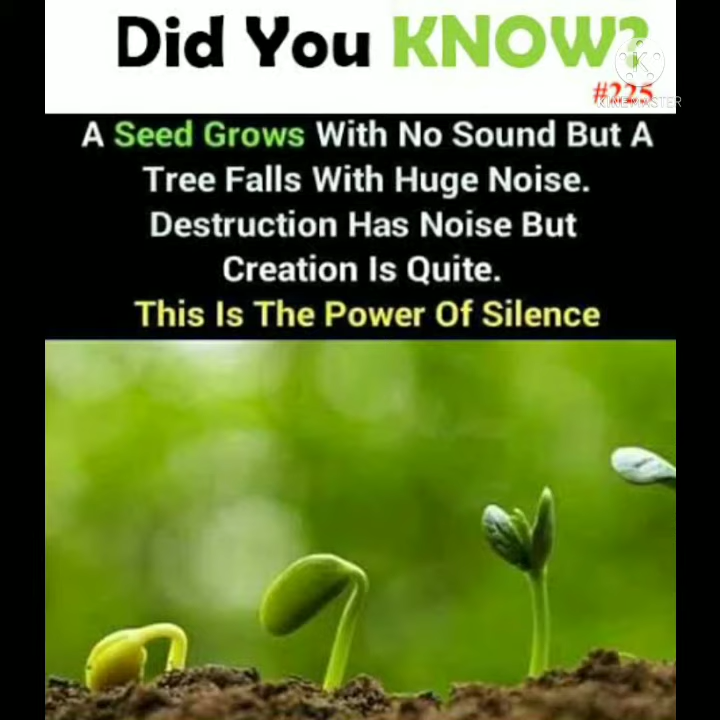 Did You KNOW?
#225
KINEMASTER
A Seed Grows With No Sound But A
Tree Falls With Huge Noise.
Destruction Has Noise But
Creation Is Quite.
This Is The Power Of Silence